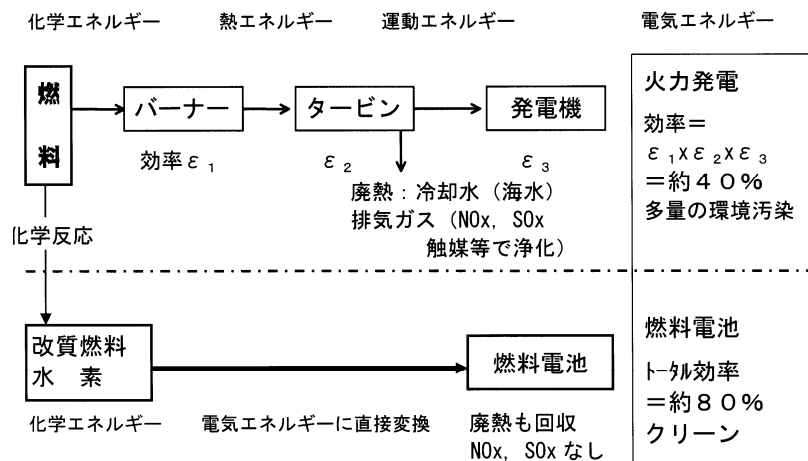 化学エネルギー
熱エネルギー
運動エネルギー
電気エネルギー
燃料
バーナー
タービン
発電機
効率ε1
ε2
ε3
廃熱：冷却水（海水）
排気ガス（NOx, SOx
触媒等で浄化）
火力発電
効率＝
ε1xε2xε3
＝約４０％
多量の環境汚染
化学反応
改質燃料
水 素
燃料電池
化学エネルギー
電気エネルギーに直接変換
廃熱も回収
NOx, SOx なし
燃料電池
ﾄｰﾀﾙ効率
＝約８０％
クリーン